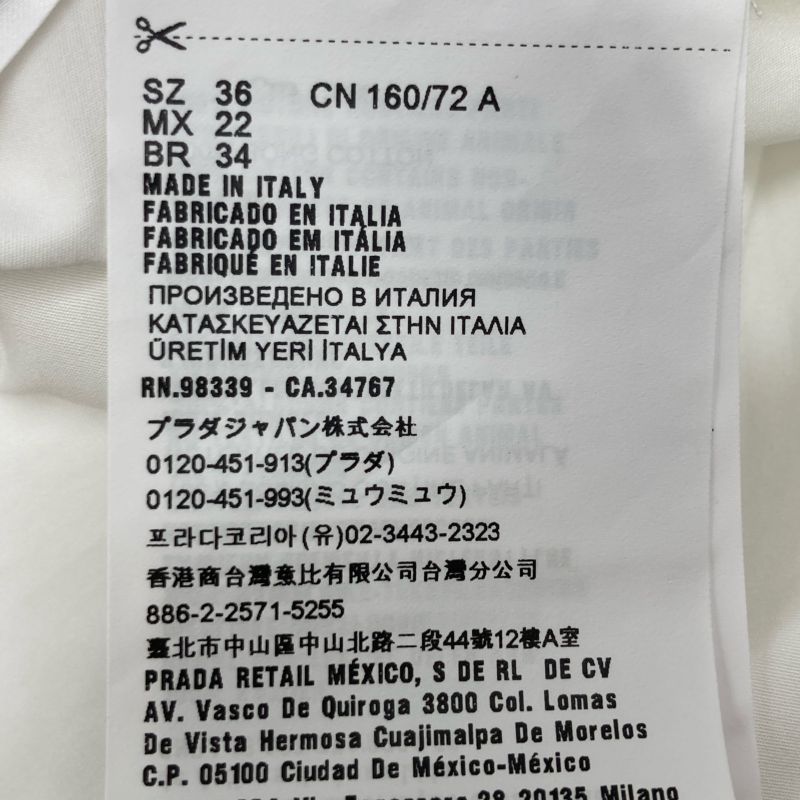 SZ 36 CN 160/72 A
MX 22
BR 34
MADE IN ITALY
FABRICADO EN ITALIA
FABRICADO EM ITÁLIA
FABRIQUÉ EN ITALIE
ПРОИЗВЕДЕНО В ИТАЛИЯ
ΚΑΤΑΣΚΕΥΑΖΕΤΑΙ ΣΤΗΝ ΙΤΑΛΙΑ
ÜRETİM YERİ İTALYA
RN.98339 - CA.34767
プラダジャパン株式会社
0120-451-913(プラダ)
0120-451-993(ミュウミュウ)
프라다코리아(유)02-3443-2323
香港商台灣意比有限公司台灣分公司
886-2-2571-5255
臺北市中山區中山北路二段44號12樓A室
PRADA RETAIL MÉXICO, S DE RL DE CV
AV. Vasco De Quiroga 3800 Col. Lomas
De Vista Hermosa Cuajimalpa De Morelos
C.P. 05100 Ciudad De México-México
28 20135 Milano